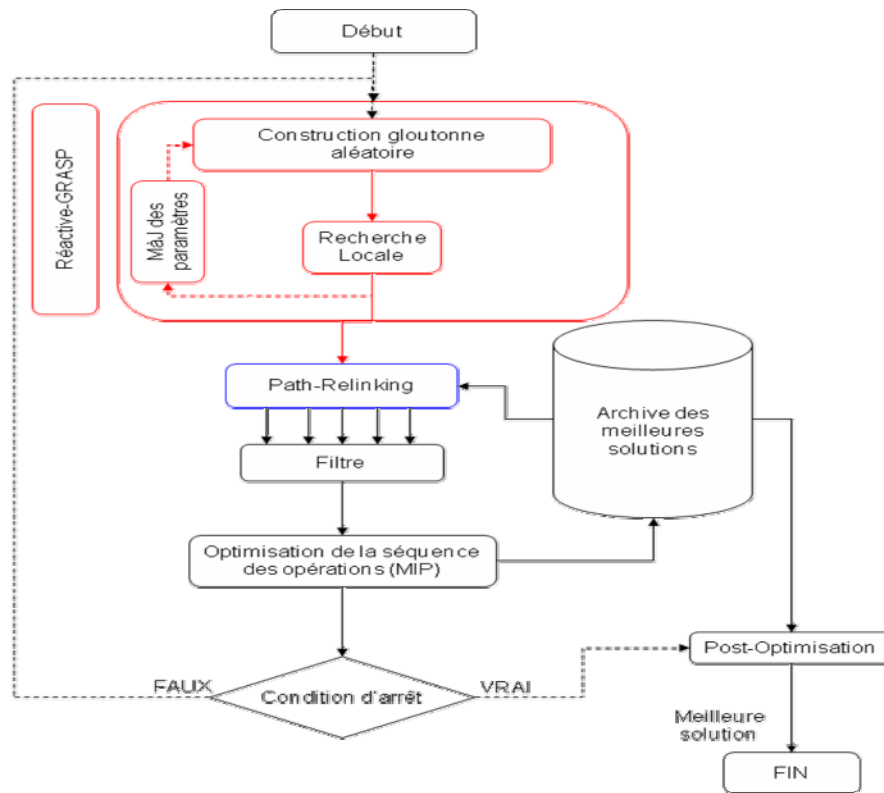 Début
Réactive-GRASP
Construction gloutonne
aléatoire
MàJ des
paramètres
Recherche
Locale
Path-Relinking
Archive des
meilleures
solutions
Filtre
Optimisation de la séquence
des opérations (MIP)
FAUX
Condition d'arrêt
VRAI
Post-Optimisation
Meilleure
solution
FIN